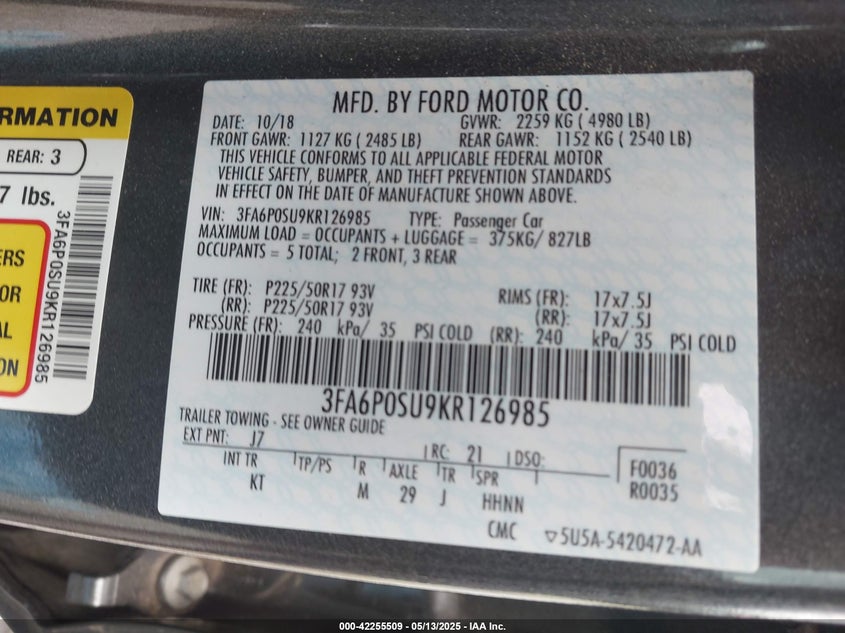 MFD. BY FORD MOTOR CO.
DATE: 10/18 GVWR: 2259 KG ( 4980 LB)
FRONT GAWR: 1127 KG ( 2485 LB) REAR GAWR: 1152 KG ( 2540 LB)
THIS VEHICLE CONFORMS TO ALL APPLICABLE FEDERAL MOTOR
VEHICLE SAFETY, BUMPER, AND THEFT PREVENTION STANDARDS
IN EFFECT ON THE DATE OF MANUFACTURE SHOWN ABOVE.
VIN: 3FA6P0SU9KR126985 TYPE: Passenger Car
MAXIMUM LOAD = OCCUPANTS + LUGGAGE = 375KG/ 827LB
OCCUPANTS = 5 TOTAL; 2 FRONT, 3 REAR
TIRE (FR): P225/50R17 93V RIMS (FR): 17x7.5J
(RR): P225/50R17 93V (RR): 17x7.5J
PRESSURE (FR): 240 kPa/ 35 PSI COLD (RR): 240 kPa/ 35 PSI COLD
3FA6P0SU9KR126985
TRAILER TOWING - SEE OWNER GUIDE
EXT PNT: J7 RC: 21 DSO:
INT TR TP/PS R AXLE TR SPR
KT M 29 J HHNN
F0036
R0035
CMC ▽5U5A-5420472-AA
ORMATION
REAR: 3
7 lbs.
3FA6P0SU9KR126985
ERS
OR
AL
ON
000-42255509 - 05/13/2025 - IAA Inc.